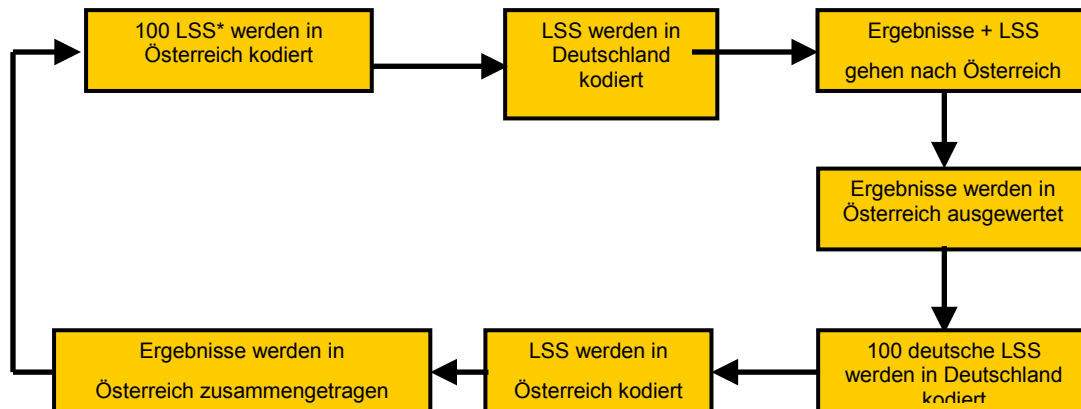 100 LSS* werden in
Österreich kodiert
LSS werden in
Deutschland
kodiert
Ergebnisse + LSS
gehen nach Österreich
Ergebnisse werden in
Österreich ausgewertet
100 deutsche LSS
werden in Deutschland
kodiert
LSS werden in
Österreich kodiert
Ergebnisse werden in
Österreich zusammengetragen